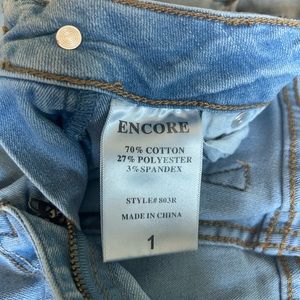 ENCORE
70% COTTON
27% POLYESTER
3% SPANDEX
STYLE# 803R
MADE IN CHINA
1